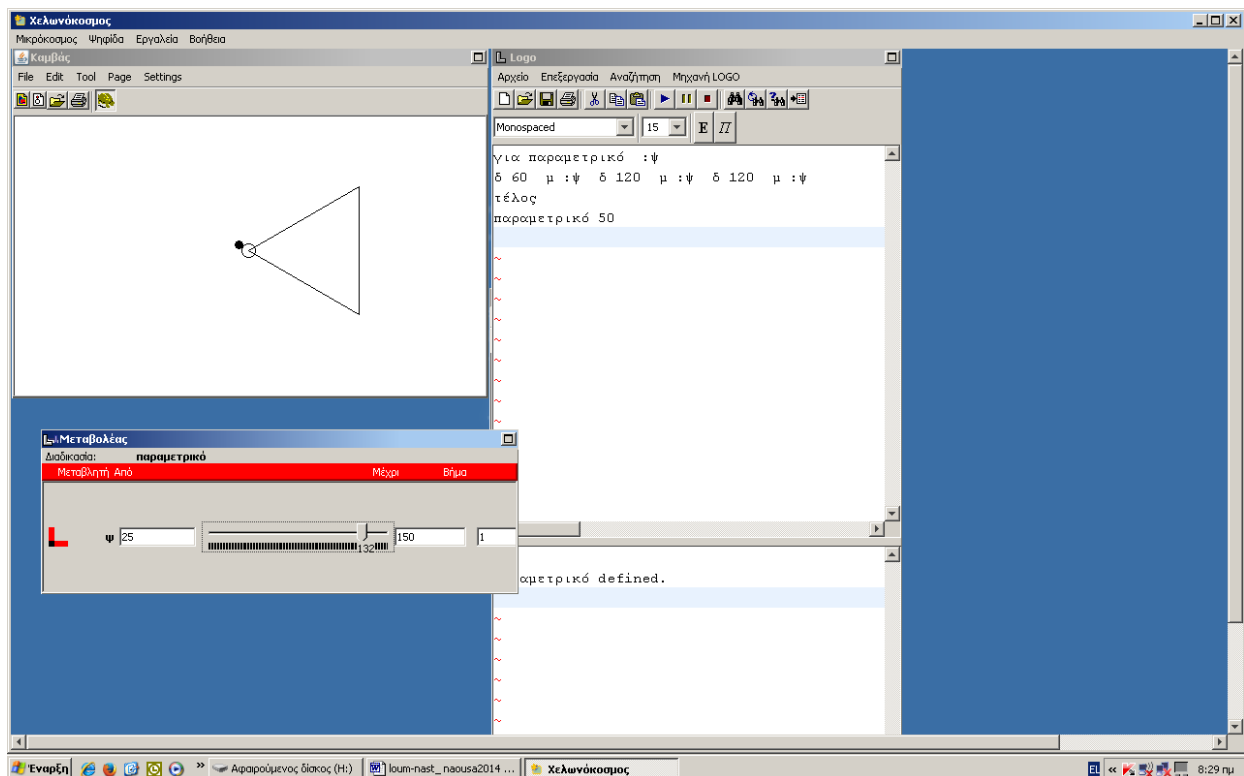 Χελωνόκοσμος
Μικρόκοσμος Ψηφίδα Εργαλεία Βοήθεια
Καμβάς
File Edit Tool Page Settings
Logo
Αρχείο Επεξεργασία Αναζήτηση Μηχανή LOGO
Monospaced 15 Ε Π
για παραμετρικό :ψ
δ 60 μ :ψ δ 120 μ :ψ δ 120 μ :ψ
τέλος
παραμετρικό 50
~
~
~
~
~
~
~
~
~
Μεταβολέας
Διαδικασία: παραμετρικό
Μεταβλητή Από Μέχρι Βήμα
ψ 25 132 150 1
αμετρικό defined.
~
~
~
~
~
~
Έναρξη » Αφαιρούμενος δίσκος (H:) loum-nast_naousa2014 ... Χελωνόκοσμος EL « 8:29 πμ